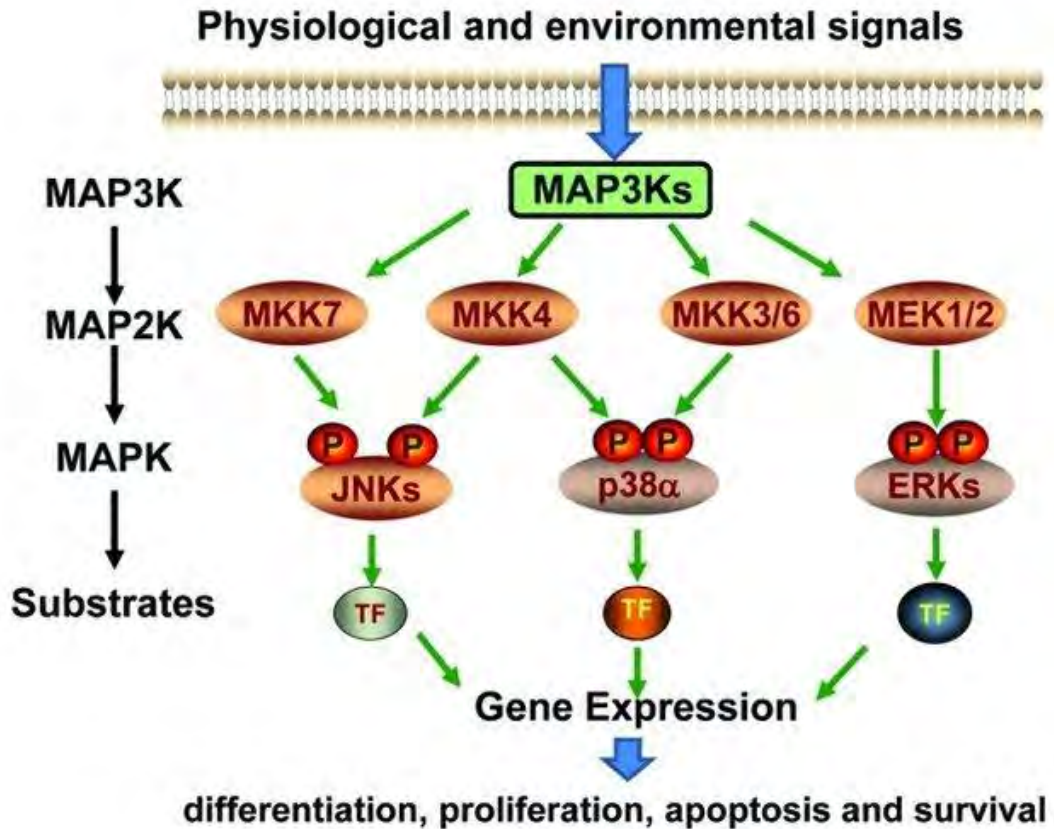 Physiological and environmental signals
MAP3K
MAP3Ks
MAP2K
MKK7
MKK4
MKK3/6
MEK1/2
MAPK
P
P
P
P
P
P
JNKs
p38α
ERKs
Substrates
TF
TF
TF
Gene Expression
differentiation, proliferation, apoptosis and survival